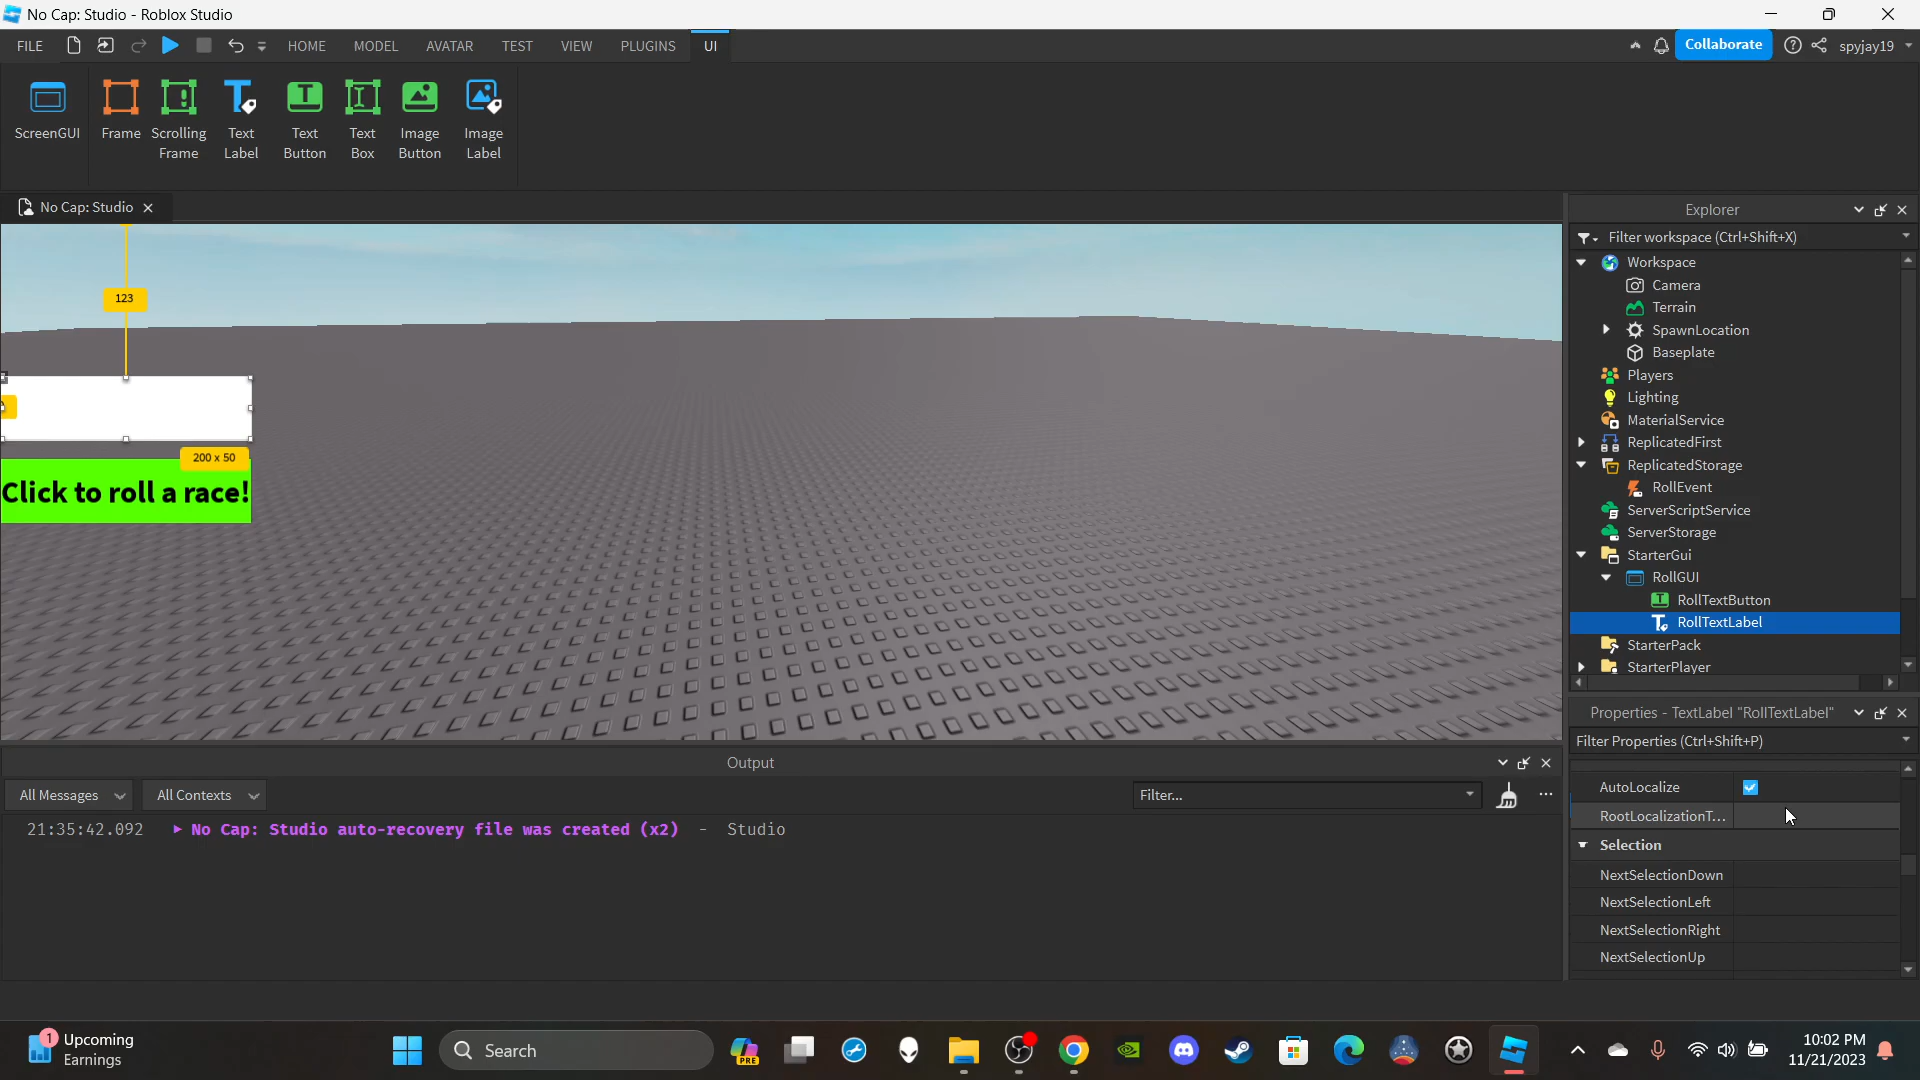 No Cap: Studio - Roblox Studio
FILE HOME MODEL AVATAR TEST VIEW PLUGINS UI Collaborate spyjay19
ScreenGUI
Frame
Scrolling
Frame
Text
Label
Text
Button
Text
Box
Image
Button
Image
Label
No Cap: Studio
123
200 x 50
Click to roll a race!
Explorer
Filter workspace (Ctrl+Shift+X)
Workspace
Camera
Terrain
SpawnLocation
Baseplate
Players
Lighting
MaterialService
ReplicatedFirst
ReplicatedStorage
RollEvent
ServerScriptService
ServerStorage
StarterGui
RollGUI
RollTextButton
RollTextLabel
StarterPack
StarterPlayer
Properties - TextLabel "RollTextLabel"
Filter Properties (Ctrl+Shift+P)
AutoLocalize
RootLocalizationT...
Selection
NextSelectionDown
NextSelectionLeft
NextSelectionRight
NextSelectionUp
Output
All Messages All Contexts Filter...
21:35:42.092 No Cap: Studio auto-recovery file was created (x2) - Studio
1
Upcoming
Earnings
Search
PRE
10:02 PM
11/21/2023